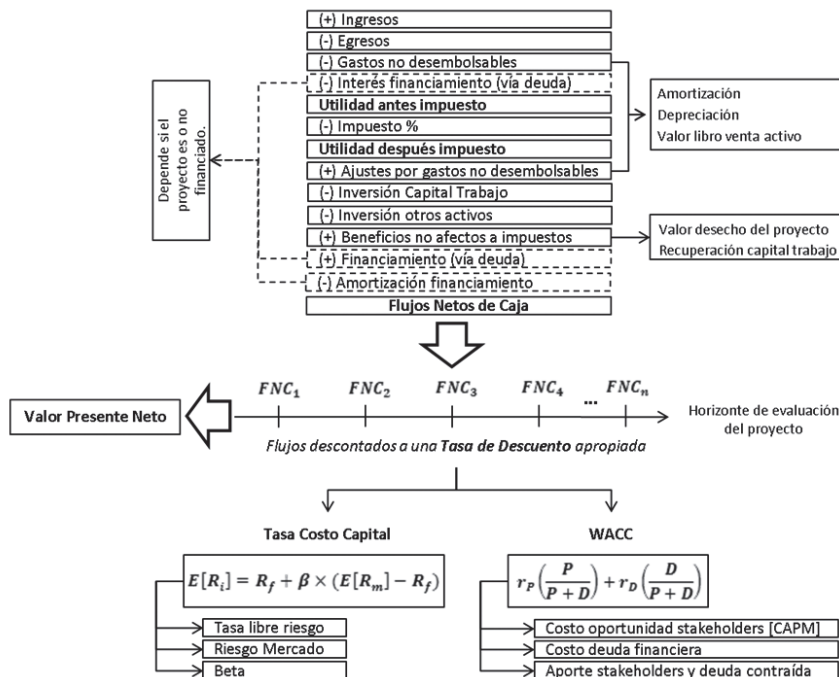 (+) Ingresos
(-) Egresos
(-) Gastos no desembolsables
(-) Interés financiamiento (vía deuda)
Utilidad antes impuesto
(-) Impuesto %
Utilidad después impuesto
(+) Ajustes por gastos no desembolsables
(-) Inversión Capital Trabajo
(-) Inversión otros activos
(+) Beneficios no afectos a impuestos
(+) Financiamiento (vía deuda)
(-) Amortización financiamiento
Flujos Netos de Caja
Depende si el
proyecto es o no
financiado.
Amortización
Depreciación
Valor libro venta activo
Valor desecho del proyecto
Recuperación capital trabajo
FNC₁ FNC₂ FNC₃ FNC₄ ... FNCₙ
Valor Presente Neto
Horizonte de evaluación
del proyecto
Flujos descontados a una Tasa de Descuento apropiada
Tasa Costo Capital
E[Rᵢ] = R_f + β × (E[Rₘ] − R_f)
Tasa libre riesgo
Riesgo Mercado
Beta
WACC
r_P (P / (P + D)) + r_D (D / (P + D))
Costo oportunidad stakeholders [CAPM]
Costo deuda financiera
Aporte stakeholders y deuda contraída